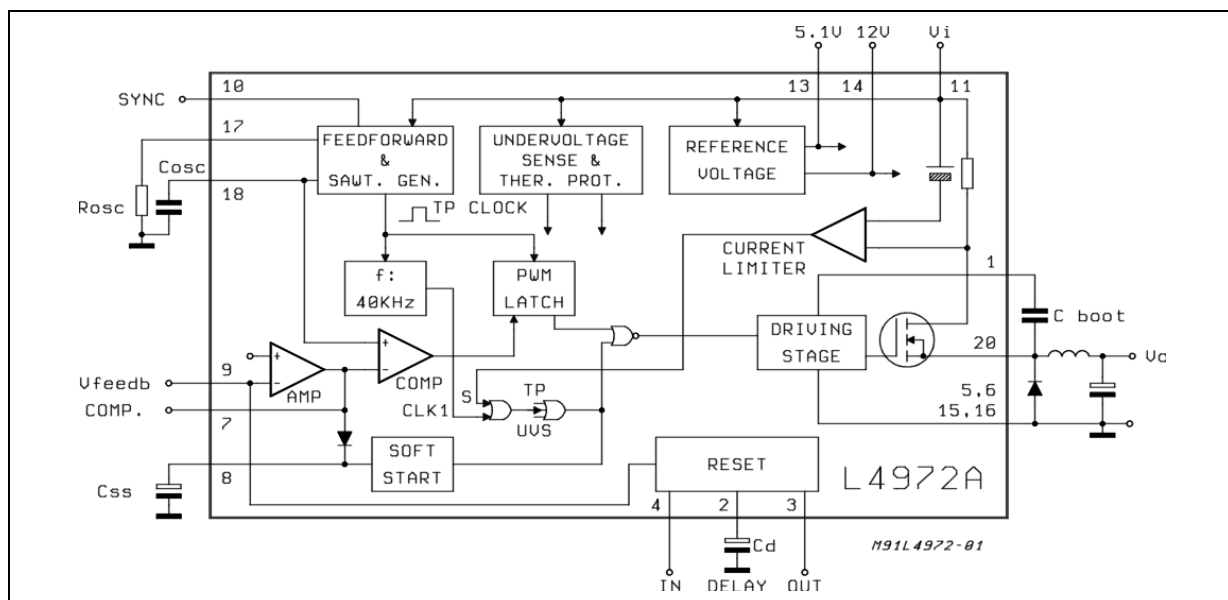 5.1V 12V Vi
10 13 14 11
SYNC
17
FEEDFORWARD
&
SAWT. GEN.
UNDERVOLTAGE
SENSE &
THER. PROT.
REFERENCE
VOLTAGE
Cosc
18
Rosc
TP CLOCK
CURRENT
LIMITER
f:
40KHz
PWM
LATCH
1
C boot
DRIVING
STAGE
20
+
-
AMP
+
-
COMP
Vo
9
Vfeedb
COMP.
7
S
CLK1
TP
UVS
5,6
15,16
SOFT
START
8
Css
RESET
L4972A
4 2 3
Cd
M91L4972-01
IN DELAY OUT